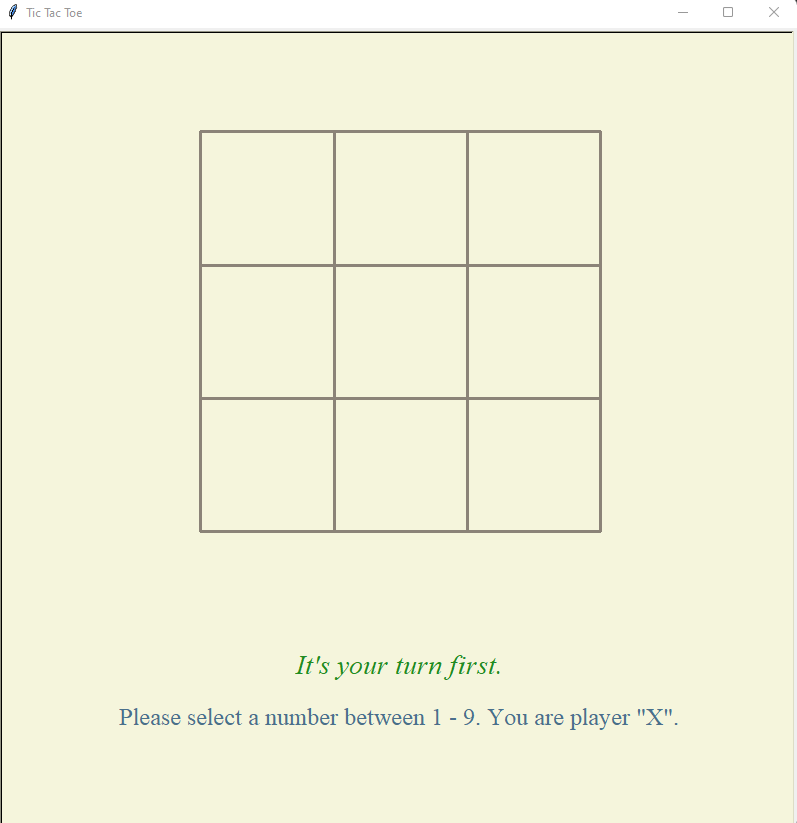 Tic Tac Toe
It's your turn first.
Please select a number between 1 - 9. You are player "X".